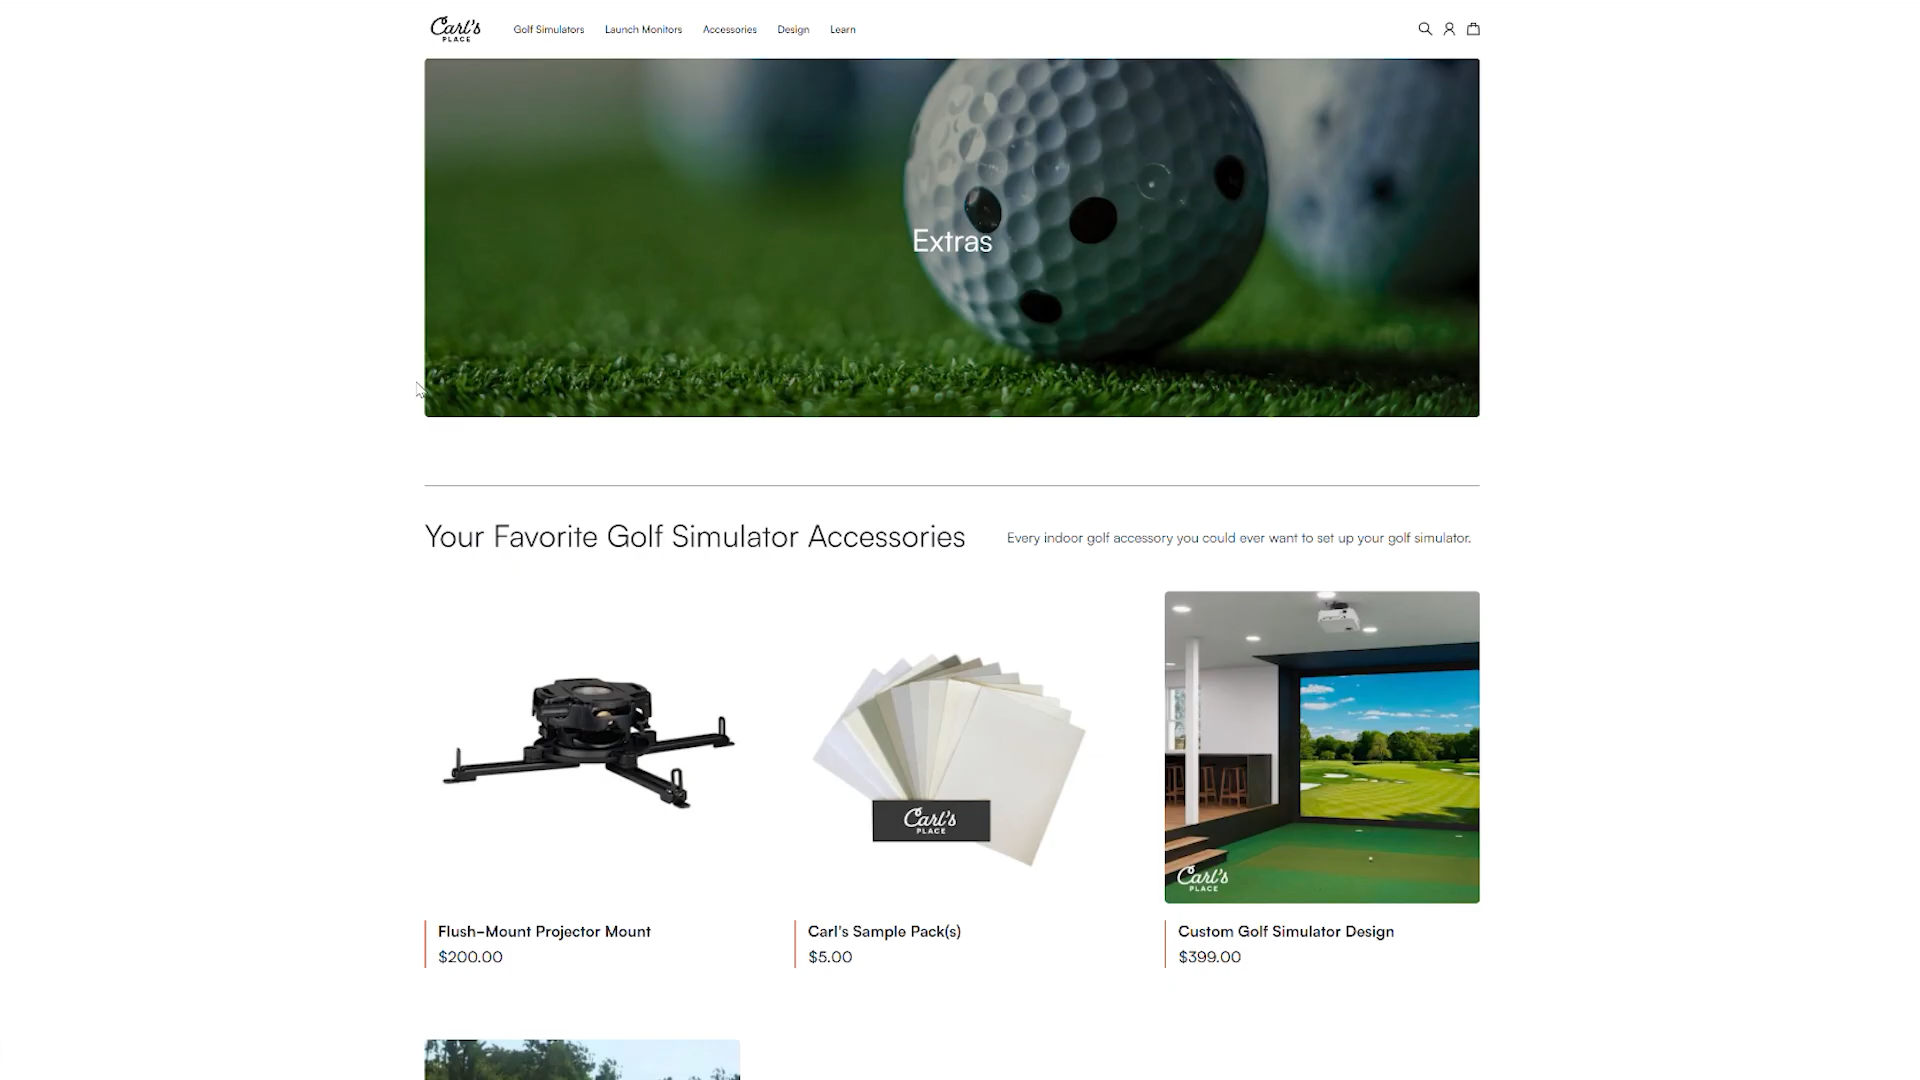 Carl's
PLACE
Golf Simulators
Launch Monitors
Accessories
Design
Learn
Extras
Your Favorite Golf Simulator Accessories
Every indoor golf accessory you could ever want to set up your golf simulator.
Carl's
PLACE
Carl's
PLACE
Flush-Mount Projector Mount
$200.00
Carl's Sample Pack(s)
$5.00
Custom Golf Simulator Design
$399.00